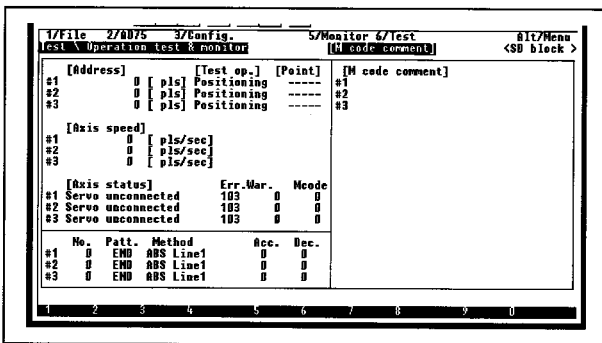 1/File 2/AD75 3/Config. 5/Monitor 6/Test Alt/Menu
Test \ Operation test & monitor [M code comment] <SD block >
[Address] [Test op.] [Point] [M code comment]
#1 0 [ pls] Positioning ----- #1
#2 0 [ pls] Positioning ----- #2
#3 0 [ pls] Positioning ----- #3
[Axis speed]
#1 0 [ pls/sec]
#2 0 [ pls/sec]
#3 0 [ pls/sec]
[Axis status] Err.War. Mcode
#1 Servo unconnected 103 0 0
#2 Servo unconnected 103 0 0
#3 Servo unconnected 103 0 0
No. Patt. Method Acc. Dec.
#1 0 END ABS Line1 0 0
#2 0 END ABS Line1 0 0
#3 0 END ABS Line1 0 0
1 2 3 4 5 6 7 8 9 0